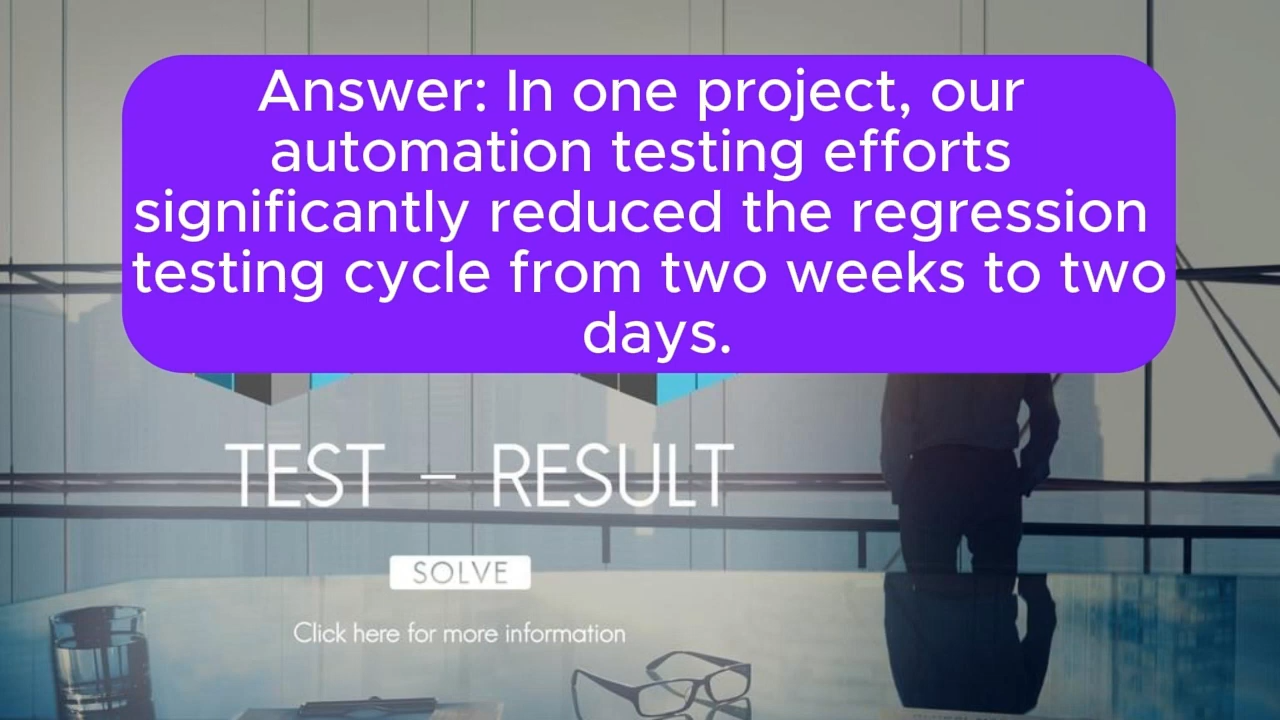 Answer: In one project, our
automation testing efforts
significantly reduced the regression
testing cycle from two weeks to two
days.
TEST – RESULT
SOLVE
Click here for more information